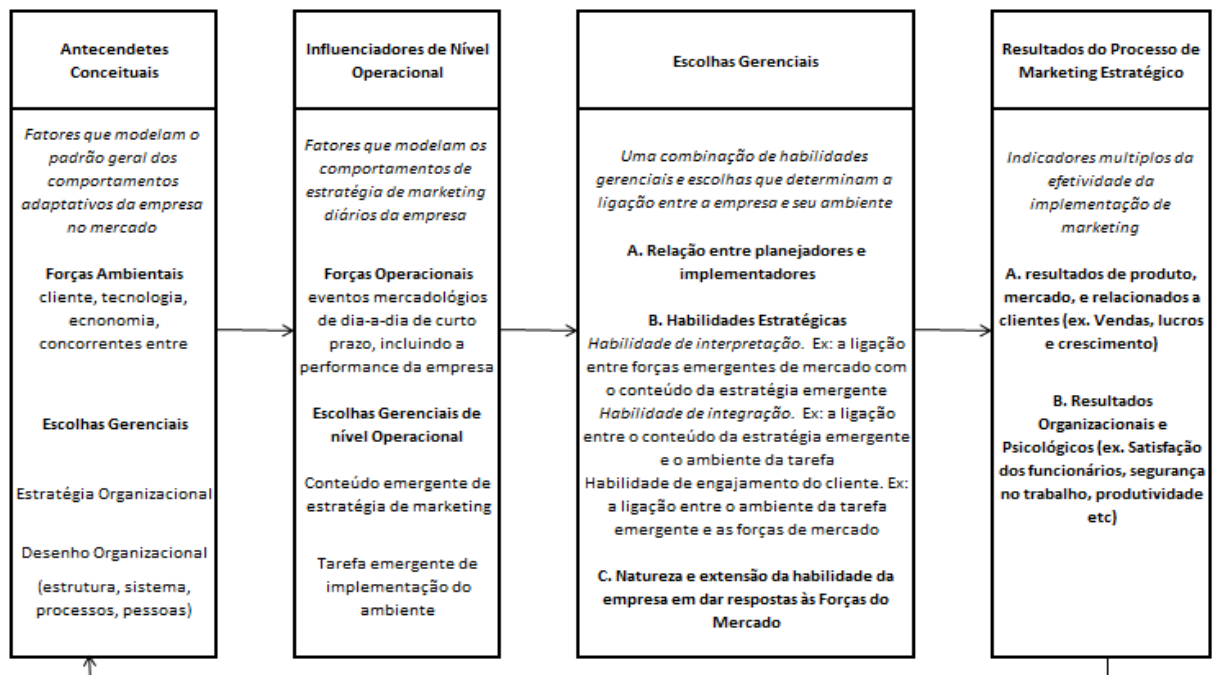 Antecendetes
Conceituais
Fatores que modelam o
padrão geral dos
comportamentos
adaptativos da empresa
no mercado
Forças Ambientais
cliente, tecnologia,
ecnonomia,
concorrentes entre
Escolhas Gerenciais
Estratégia Organizacional
Desenho Organizacional
(estrutura, sistema,
processos, pessoas)
Influenciadores de Nível
Operacional
Fatores que modelam os
comportamentos de
estratégia de marketing
diários da empresa
Forças Operacionais
eventos mercadológios
de dia-a-dia de curto
prazo, incluindo a
performance da empresa
Escolhas Gerenciais de
nível Operacional
Conteúdo emergente de
estratégia de marketing
Tarefa emergente de
implementação do
ambiente
Escolhas Gerenciais
Uma combinação de habilidades
gerenciais e escolhas que determinam a
ligação entre a empresa e seu ambiente
A. Relação entre planejadores e
implementadores
B. Habilidades Estratégicas
Habilidade de interpretação. Ex: a ligação
entre forças emergentes de mercado com
o conteúdo da estratégia emergente
Habilidade de integração. Ex: a ligação
entre o conteúdo da estratégia emergente
e o ambiente da tarefa
Habilidade de engajamento do cliente. Ex:
a ligação entre o ambiente da tarefa
emergente e as forças de mercado
C. Natureza e extensão da habilidade da
empresa em dar respostas às Forças do
Mercado
Resultados do Processo de
Marketing Estratégico
Indicadores multiplos da
efetividade da
implementação de
marketing
A. resultados de produto,
mercado, e relacionados a
clientes (ex. Vendas, lucros
e crescimento)
B. Resultados
Organizacionais e
Psicológicos (ex. Satisfação
dos funcionários, segurança
no trabalho, produtividade
etc)